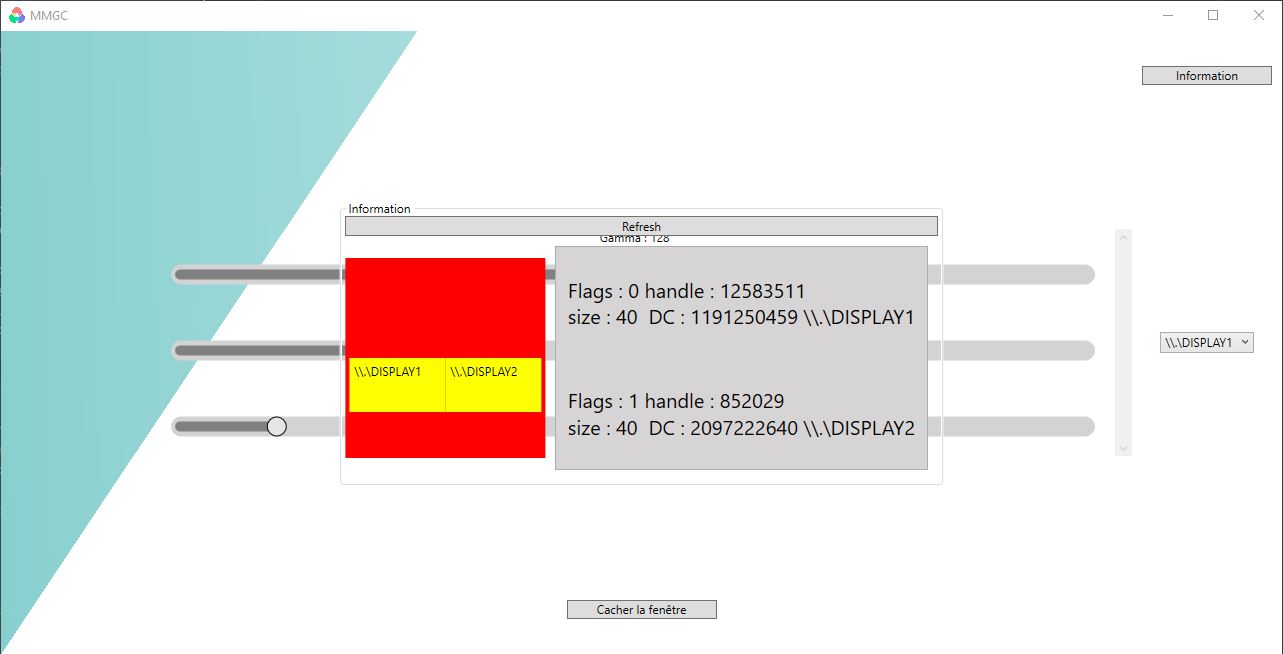 MMGC
Information
Information
Refresh
Gamma : 128
Flags : 0 handle : 12583511
size : 40 DC : 1191250459 \\.\DISPLAY1
\\.\DISPLAY1
\\.\DISPLAY1 \\.\DISPLAY2
Flags : 1 handle : 852029
size : 40 DC : 2097222640 \\.\DISPLAY2
Cacher la fenêtre